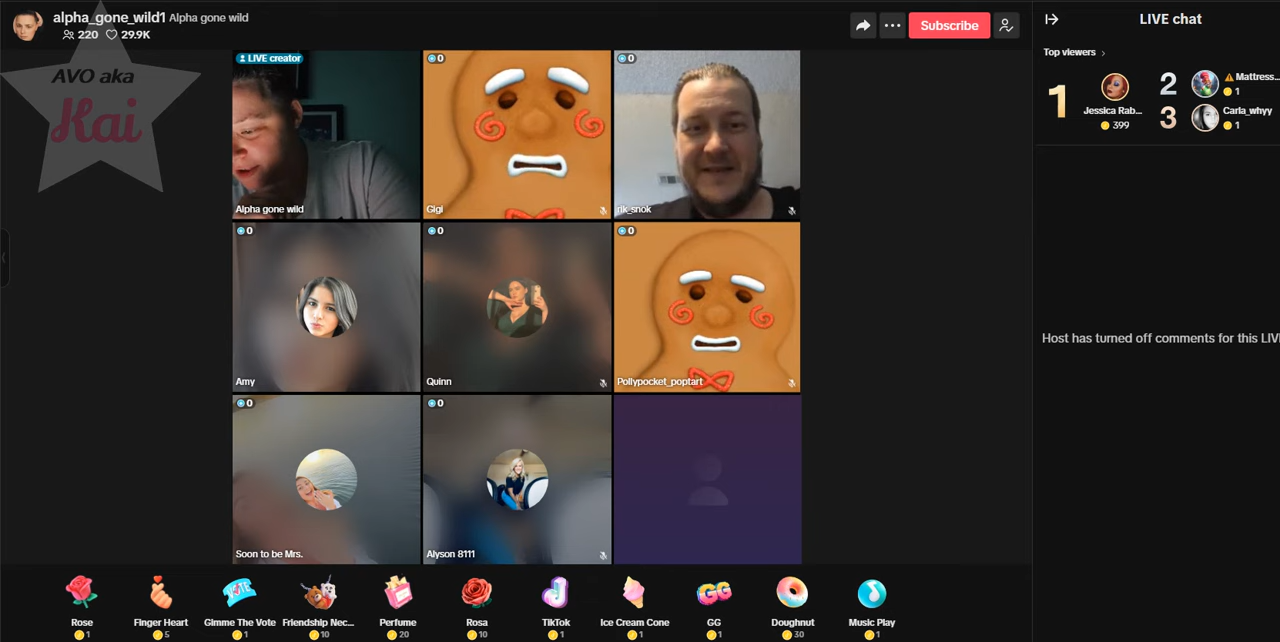 alpha_gone_wild1 Alpha gone wild
220 29.9K
Subscribe
LIVE chat
AVO aka
Kai
Top viewers
1
Jessica Rab...
399
2
Mattress...
1
3
Carla_whyy
1
LIVE creator
Alpha gone wild
0
Gigi
0
rik_snok
0
Amy
0
Quinn
0
Pollypocket_poptart
0
Soon to be Mrs.
0
Alyson 8111
Host has turned off comments for this LIV
VOTE
GG
Rose
Finger Heart
Gimme The Vote
Friendship Nec...
Perfume
Rosa
TikTok
Ice Cream Cone
GG
Doughnut
Music Play
1
5
1
10
20
10
1
1
1
30
1